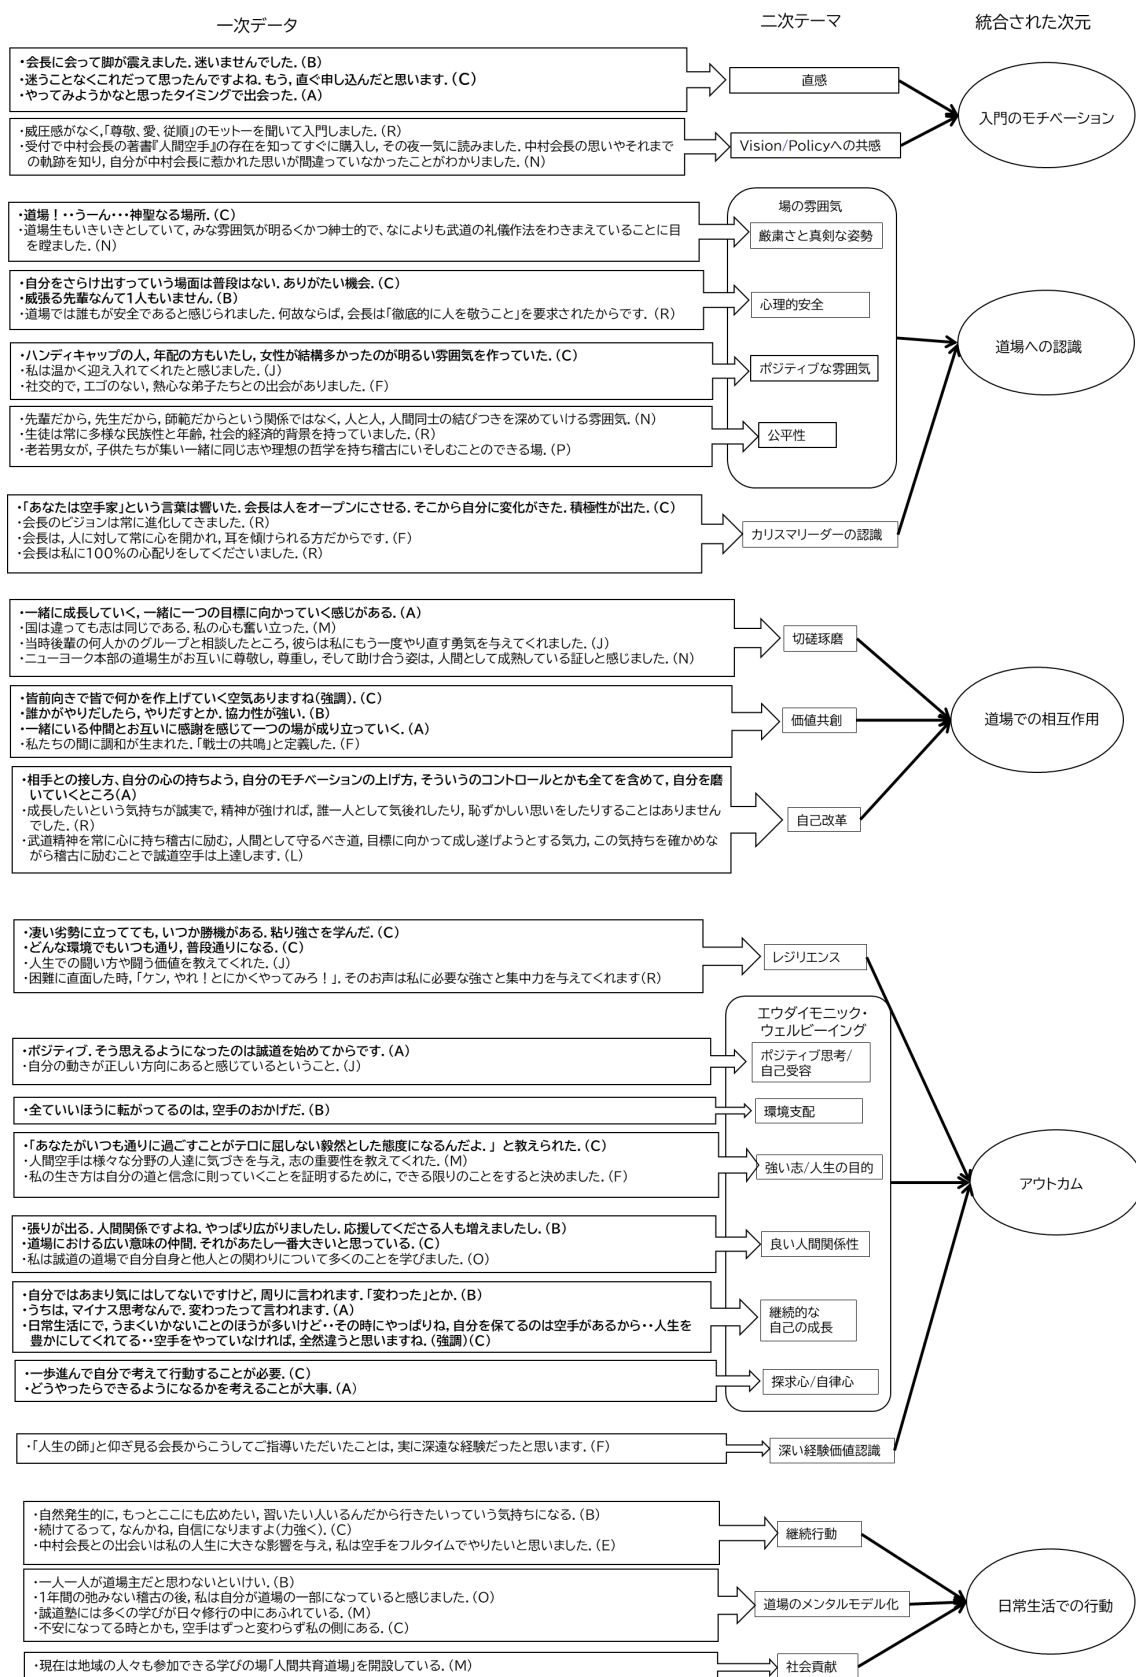 一次データ
二次テーマ
統合された次元
・会長に会って脚が震えました. 迷いませんでした. (B)
・迷うことなくこれだって思ったんですよね. もう, 直ぐ申し込んだと思います. (C)
・やってみようかなと思ったタイミングで出会った. (A)
直感
・威圧感がなく,「尊敬、愛、従順」のモットーを聞いて入門しました. (R)
・受付で中村会長の著書『人間空手』の存在を知ってすぐに購入し, その夜一気に読みました. 中村会長の思いやそれまで
の軌跡を知り, 自分が中村会長に惹かれた思いが間違っていなかったことがわかりました. (N)
Vision/Policyへの共感
入門のモチベーション
場の雰囲気
・道場！・・うーん・・・神聖なる場所. (C)
・道場生もいきいきとしていて, みな雰囲気が明るくかつ紳士的で, なによりも武道の礼儀作法をわきまえていることに目
を瞠ました. (N)
厳粛さと真剣な姿勢
・自分をさらけ出すっていう場面は普段はない. ありがたい機会. (C)
・威張る先輩なんて1人もいません. (B)
・道場では誰もが安全であると感じられました. 何故ならば, 会長は「徹底的に人を敬うこと」を要求されたからです. (R)
心理的安全
・ハンディキャップの人, 年配の方もいたし, 女性が結構多かったのが明るい雰囲気を作っていた. (C)
・私は温かく迎え入れてくれたと感じました. (J)
・社交的で, エゴのない, 熱心な弟子たちとの出会がありました. (F)
ポジティブな雰囲気
・先輩だから, 先生だから, 師範だからという関係ではなく, 人と人, 人間同士の結びつきを深めていける雰囲気. (N)
・生徒は常に多様な民族性と年齢, 社会的経済的背景を持っていました. (R)
・老若男女が, 子供たちが集い一緒に同じ志や理想の哲学を持ち稽古にいそしむことのできる場. (P)
公平性
・「あなたは空手家」という言葉は響いた. 会長は人をオープンにさせる. そこから自分に変化がきた. 積極性が出た. (C)
・会長のビジョンは常に進化してきました. (R)
・会長は, 人に対して常に心を開かれ, 耳を傾けられる方だからです. (F)
・会長は私に100％の心配りをしてくださいました. (R)
カリスマリーダーの認識
道場への認識
・一緒に成長していく, 一緒に一つの目標に向かっていく感じがある. (A)
・国は違っても志は同じである. 私の心も奮い立った. (M)
・当時後輩の何人かのグループと相談したところ, 彼らは私にもう一度やり直す勇気を与えてくれました. (J)
・ニューヨーク本部の道場生がお互いに尊敬し, 尊重し, そして助け合う姿は, 人間として成熟している証しと感じました. (N)
切磋琢磨
・皆前向きで皆で何かを作上げていく空気ありますね(強調). (C)
・誰かがやりだしたら, やりだすとか. 協力性が強い. (B)
・一緒にいる仲間とお互いに感謝を感じて一つの場が成り立っていく. (A)
・私たちの間に調和が生まれた. 「戦士の共鳴」と定義した. (F)
価値共創
・相手との接し方、自分の心の持ちよう, 自分のモチベーションの上げ方, そういうのコントロールとかも全てを含めて, 自分を磨
いていくところ(A)
・成長したいという気持ちが誠実で, 精神が強ければ, 誰一人として気後れしたり, 恥ずかしい思いをしたりすることはありません
でした. (R)
・武道精神を常に心に持ち稽古に励む, 人間として守るべき道, 目標に向かって成し遂げようとする気力, この気持ちを確かめな
がら稽古に励むことで誠道空手は上達します. (L)
自己改革
道場での相互作用
・凄い劣勢に立ってても, いつか勝機がある. 粘り強さを学んだ. (C)
・どんな環境でもいつも通り, 普段通りになる. (C)
・人生での闘い方や闘う価値を教えてくれた. (J)
・困難に直面した時,「ケン, やれ！とにかくやってみろ！」. そのお声は私に必要な強さと集中力を与えてくれます(R)
レジリエンス
エウダイモニック・
ウェルビーイング
・ポジティブ. そう思えるようになったのは誠道を始めてからです. (A)
・自分の動きが正しい方向にあると感じているということ. (J)
ポジティブ思考/
自己受容
・全ていいほうに転がってるのは, 空手のおかげだ. (B)
環境支配
・「あなたがいつも通りに過ごすことがテロに屈しない毅然とした態度になるんだよ. 」と教えられた. (C)
・人間空手は様々な分野の人達に気づきを与え, 志の重要性を教えてくれた. (M)
・私の生き方は自分の道と信念に則っていくことを証明するために, できる限りのことをすると決めました. (F)
強い志/人生の目的
・張りが出る. 人間関係ですよね. やっぱり広がりましたし. 応援してくださる人も増えましたし. (B)
・道場における広い意味の仲間. それがあたし一番大きいと思っている. (C)
・私は誠道の道場で自分自身と他人との関わりについて多くのことを学びました. (O)
良い人間関係性
・自分ではあまり気にはしてないですけど, 周りに言われます. 「変わった」とか. (B)
・うちは, マイナス思考なんで. 変わったって言われます. (A)
・日常生活にで, うまくいかないことのほうが多いけど・・その時にやっぱりね, 自分を保てるのは空手があるから・・人生を
豊かにしてくれてる・・空手をやっていなければ, 全然違うと思いますね. (強調)(C)
継続的な
自己の成長
・一歩進んで自分で考えて行動することが必要. (C)
・どうやったらできるようになるかを考えることが大事. (A)
探求心/自律心
・「人生の師」と仰ぎ見る会長からこうしてご指導いただいたことは, 実に深遠な経験だったと思います. (F)
深い経験価値認識
アウトカム
・自然発生的に, もっとここにも広めたい, 習いたい人いるんだから行きたいっていう気持ちになる. (B)
・続けてるって, なんかね, 自信になりますよ(力強く). (C)
・中村会長との出会いは私の人生に大きな影響を与え, 私は空手をフルタイムでやりたいと思いました. (E)
継続行動
・一人一人が道場主だと思わないといけい. (B)
・1年間の弛みない稽古の後, 私は自分が道場の一部になっていると感じました. (O)
・誠道塾には多くの学びが日々修行の中にあふれている. (M)
・不安になってる時とかも, 空手はずっと変わらず私の側にある. (C)
道場のメンタルモデル化
・現在は地域の人々も参加できる学びの場「人間共育道場」を開設している. (M)
社会貢献
日常生活での行動